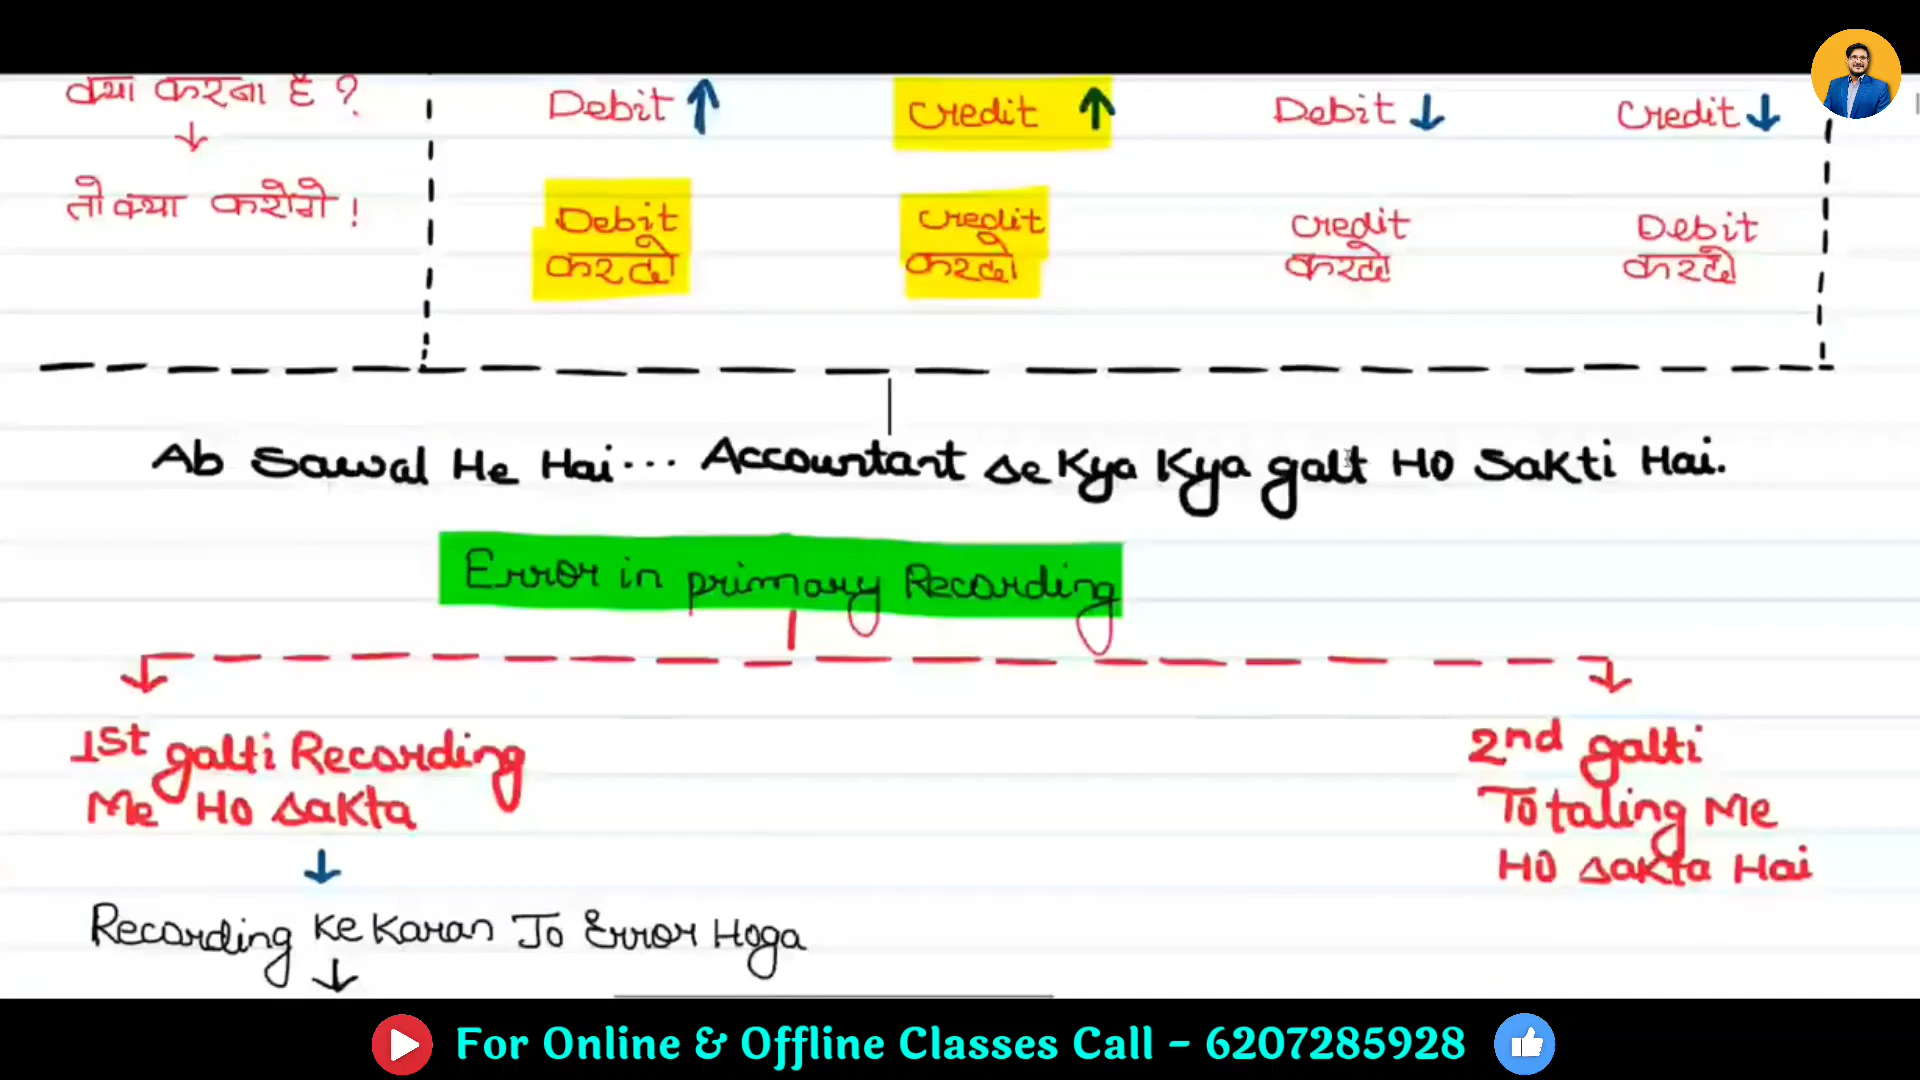 क्या करना है ?
Debit ↑ Credit ↑ Debit ↓ Credit ↓
↓
तो क्या करोगे !
Debit Credit Credit Debit
करदो करदो करदो करदो
Ab Sawal He Hai... Accountant se Kya Kya galt Ho Sakti Hai.
Error in primary Recording
1st galti Recording
Me Ho sakta
2nd galti
Totaling Me
Ho sakta Hai
Recording Ke Karan To Error Hoga
For Online & Offline Classes Call - 6207285928